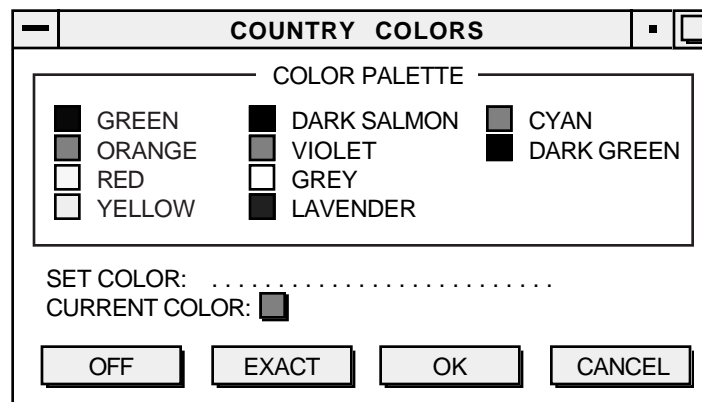 COUNTRY COLORS
COLOR PALETTE
GREEN DARK SALMON CYAN
ORANGE VIOLET DARK GREEN
RED GREY
YELLOW LAVENDER
SET COLOR: . . . . . . . . . . . . . . . . . . . . . . . . . .
CURRENT COLOR:
OFF EXACT OK CANCEL